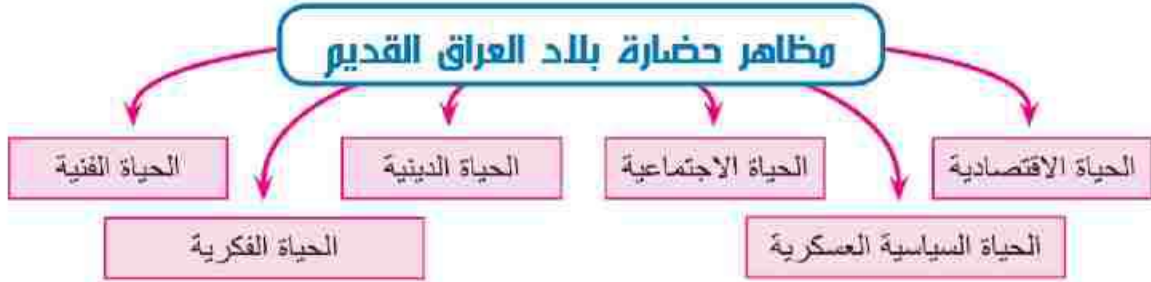 مظاهر حضارة بلاد العراق القديم
الحياة الاقتصادية
الحياة السياسية العسكرية
الحياة الاجتماعية
الحياة الدينية
الحياة الفكرية
الحياة الفنية